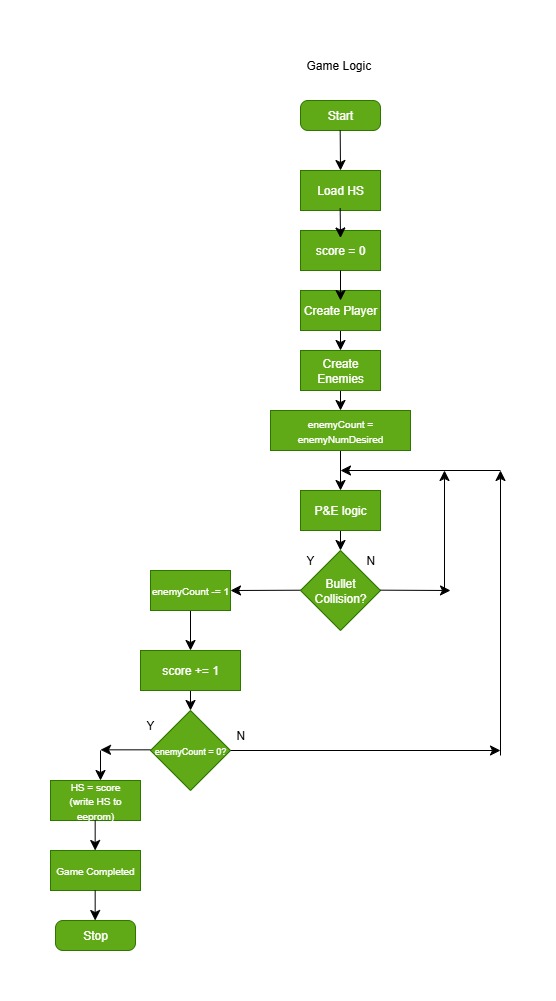 Game Logic
Start
Load HS
score = 0
Create Player
Create
Enemies
enemyCount =
enemyNumDesired
P&E logic
Y
N
Bullet
Collision?
enemyCount -= 1
score += 1
Y
N
enemyCount = 0?
HS = score
(write HS to
eeprom)
Game Completed
Stop